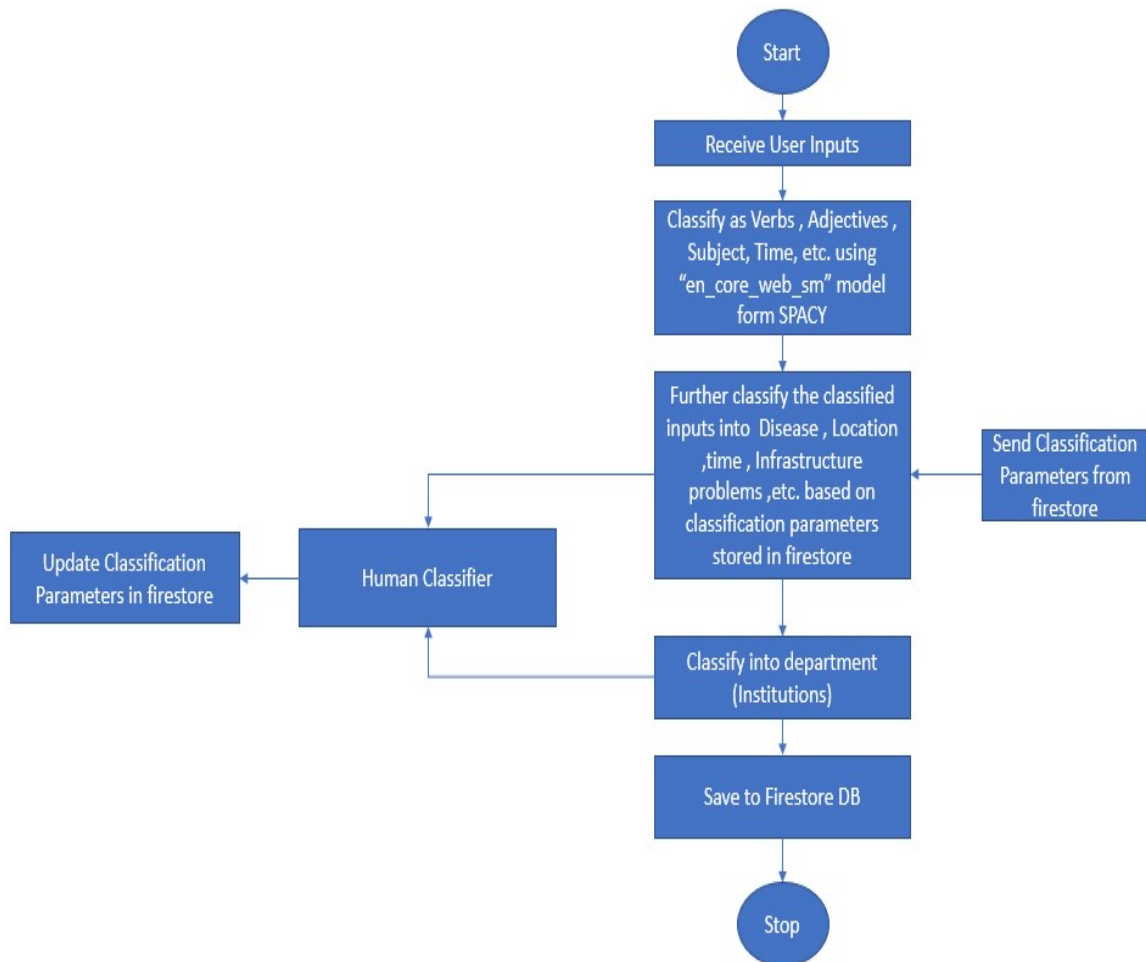 Start
Receive User Inputs
Classify as Verbs , Adjectives ,
Subject, Time, etc. using
“en_core_web_sm” model
form SPACY
Further classify the classified
inputs into Disease , Location
,time , Infrastructure
problems ,etc. based on
classification parameters
stored in firestore
Send Classification
Parameters from
firestore
Human Classifier
Update Classification
Parameters in firestore
Classify into department
(Institutions)
Save to Firestore DB
Stop